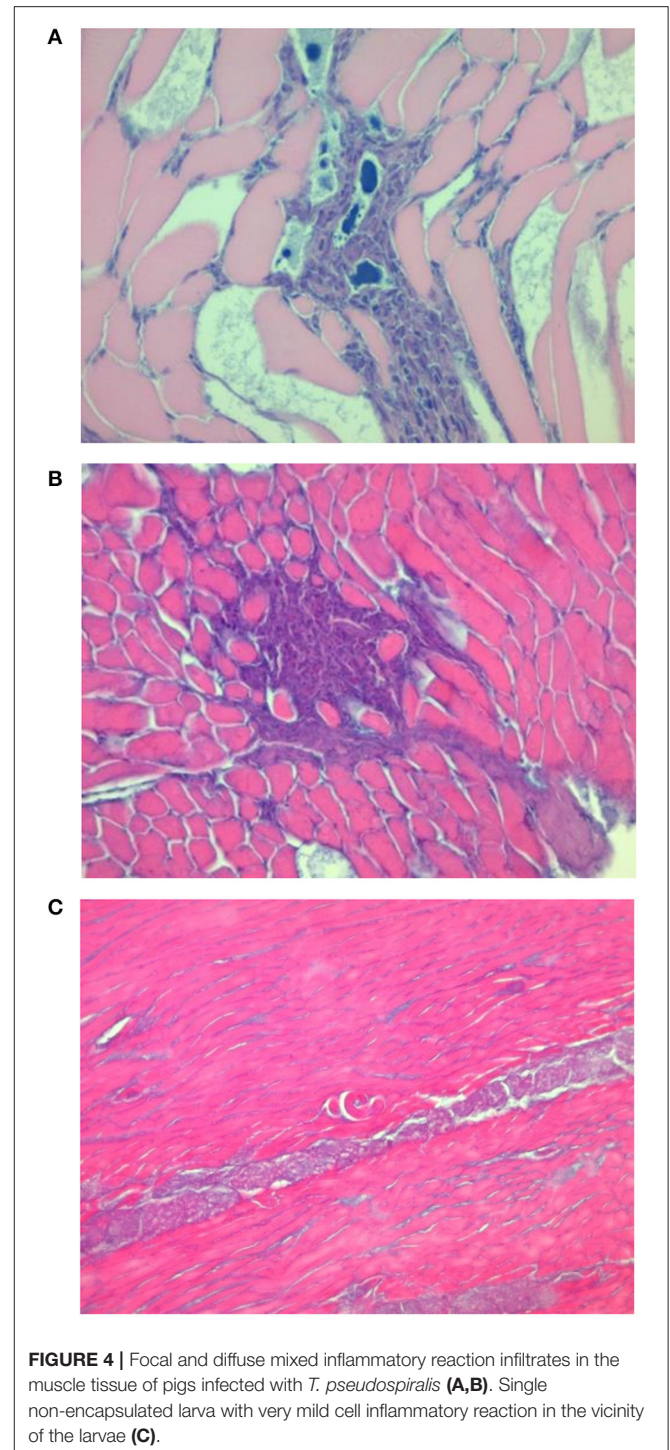 A
B
C
FIGURE 4 | Focal and diffuse mixed inflammatory reaction infiltrates in the
muscle tissue of pigs infected with T. pseudospiralis (A,B). Single
non-encapsulated larva with very mild cell inflammatory reaction in the vicinity
of the larvae (C).